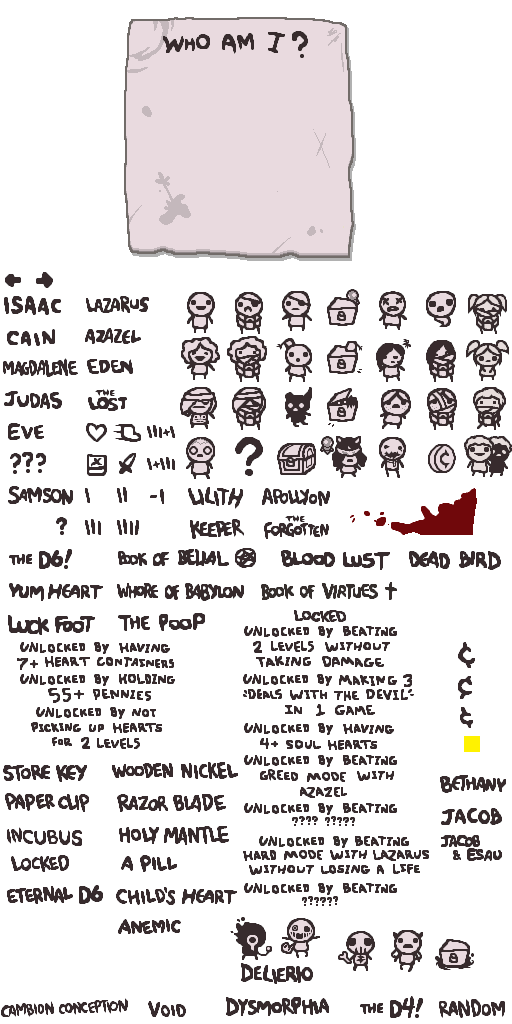 WHO AM I?
ISAAC LAZARUS
CAIN AZAZEL
MAGDALENE EDEN
JUDAS THE LOST
EVE III+I
??? I+III
?
SAMSON I II -I LILITH APOLLYON
? III IIII KEEPER THE FORGOTTEN
THE D6! BOOK OF BELIAL BLOOD LUST DEAD BIRD
YUM HEART WHORE OF BABYLON BOOK OF VIRTUES
LUCK FOOT THE POOP
UNLOCKED BY HAVING
7+ HEART CONTAINERS
UNLOCKED BY HOLDING
55+ PENNIES
UNLOCKED BY NOT
PICKING UP HEARTS
FOR 2 LEVELS
LOCKED
UNLOCKED BY BEATING
2 LEVELS WITHOUT
TAKING DAMAGE
UNLOCKED BY MAKING 3
"DEALS WITH THE DEVIL"
IN 1 GAME
UNLOCKED BY HAVING
4+ SOUL HEARTS
UNLOCKED BY BEATING
GREED MODE WITH
AZAZEL
UNLOCKED BY BEATING
???? ?????
UNLOCKED BY BEATING
HARD MODE WITH LAZARUS
WITHOUT LOSING A LIFE
UNLOCKED BY BEATING
??????
¢
¢
¢
STORE KEY WOODEN NICKEL
PAPER CLIP RAZOR BLADE
INCUBUS HOLY MANTLE
LOCKED A PILL
ETERNAL D6 CHILD'S HEART
ANEMIC
BETHANY
JACOB
JACOB
& ESAU
DELIERIO
CAMBION CONCEPTION VOID DYSMORPHIA THE D4! RANDOM